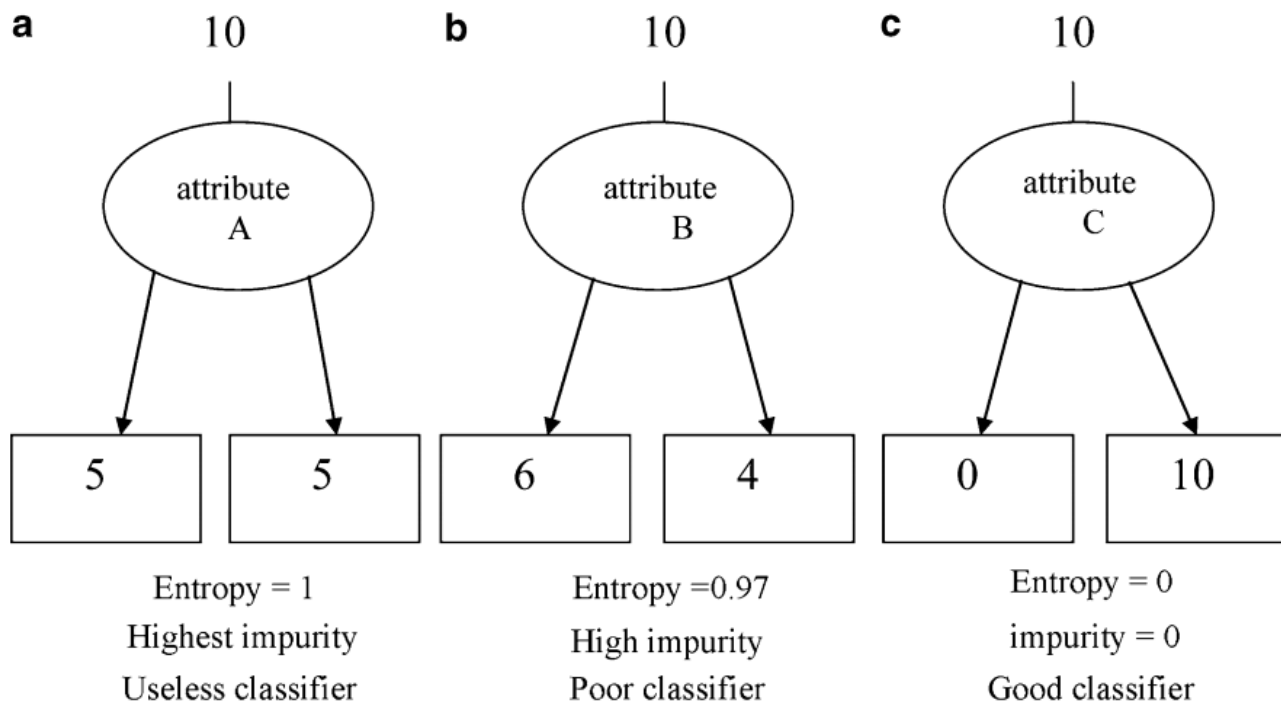 a
10
attribute
A
5
5
Entropy = 1
Highest impurity
Useless classifier
b
10
attribute
B
6
4
Entropy =0.97
High impurity
Poor classifier
c
10
attribute
C
0
10
Entropy = 0
impurity = 0
Good classifier